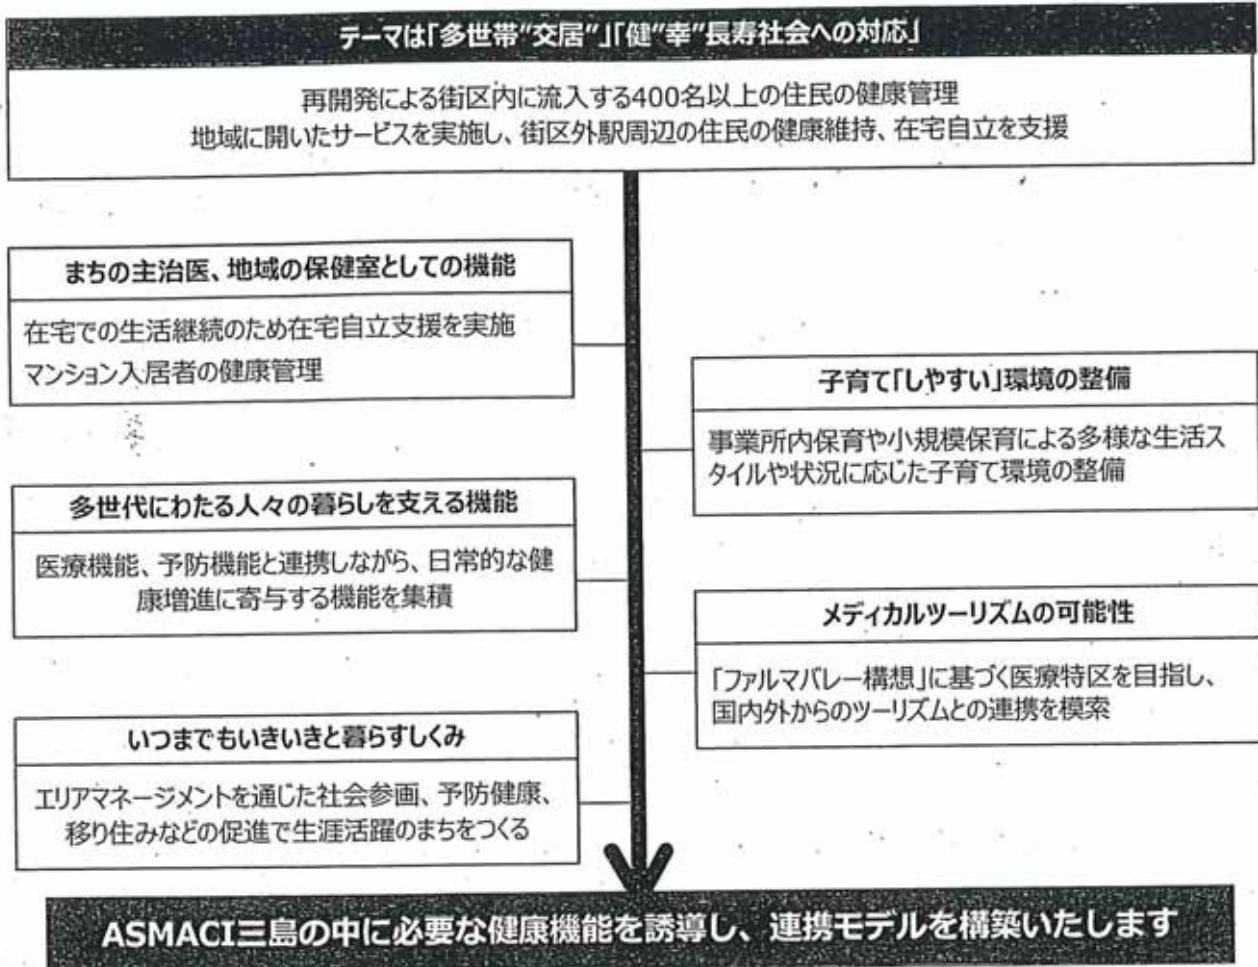 テーマは「多世帯"交居"」「健"幸"長寿社会への対応」
再開発による街区内に流入する400名以上の住民の健康管理
地域に開いたサービスを実施し、街区外駅周辺の住民の健康維持、在宅自立を支援
まちの主治医、地域の保健室としての機能
在宅での生活継続のため在宅自立支援を実施
マンション入居者の健康管理
子育て「しやすい」環境の整備
事業所内保育や小規模保育による多様な生活ス
タイルや状況に応じた子育て環境の整備
多世代にわたる人々の暮らしを支える機能
医療機能、予防機能と連携しながら、日常的な健
康増進に寄与する機能を集積
メディカルツーリズムの可能性
「ファルマバレー構想」に基づく医療特区を目指し、
国内外からのツーリズムとの連携を模索
いつまでもいきいきと暮らすしくみ
エリアマネージメントを通じた社会参画、予防健康、
移り住みなどの促進で生涯活躍のまちをつくる
ASMACI三島の中に必要な健康機能を誘導し、連携モデルを構築いたします